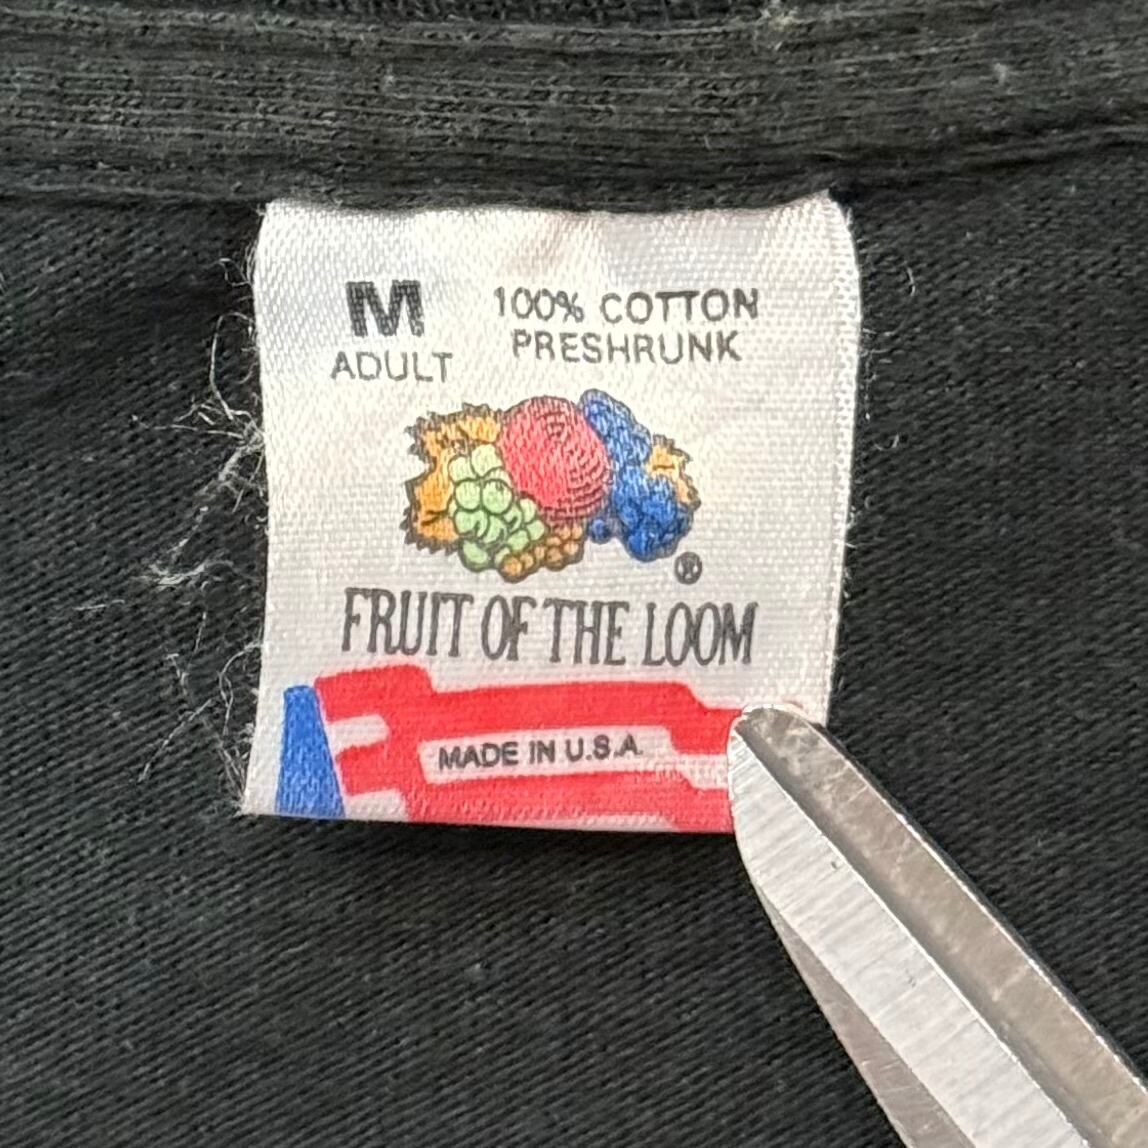 M
ADULT
100% COTTON
PRESHRUNK
®
FRUIT OF THE LOOM
MADE IN U.S.A.